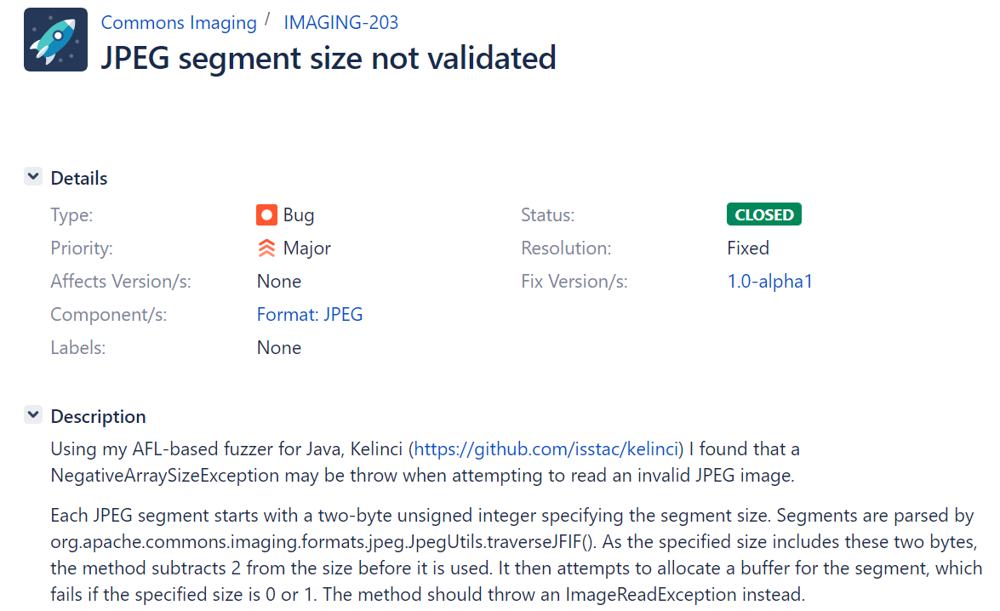 Commons Imaging / IMAGING-203
JPEG segment size not validated
Details
Type: Bug Status: CLOSED
Priority: Major Resolution: Fixed
Affects Version/s: None Fix Version/s: 1.0-alpha1
Component/s: Format: JPEG
Labels: None
Description
Using my AFL-based fuzzer for Java, Kelinci (https://github.com/isstac/kelinci) I found that a
NegativeArraySizeException may be throw when attempting to read an invalid JPEG image.
Each JPEG segment starts with a two-byte unsigned integer specifying the segment size. Segments are parsed by
org.apache.commons.imaging.formats.jpeg.JpegUtils.traverseJFIF(). As the specified size includes these two bytes,
the method subtracts 2 from the size before it is used. It then attempts to allocate a buffer for the segment, which
fails if the specified size is 0 or 1. The method should throw an ImageReadException instead.